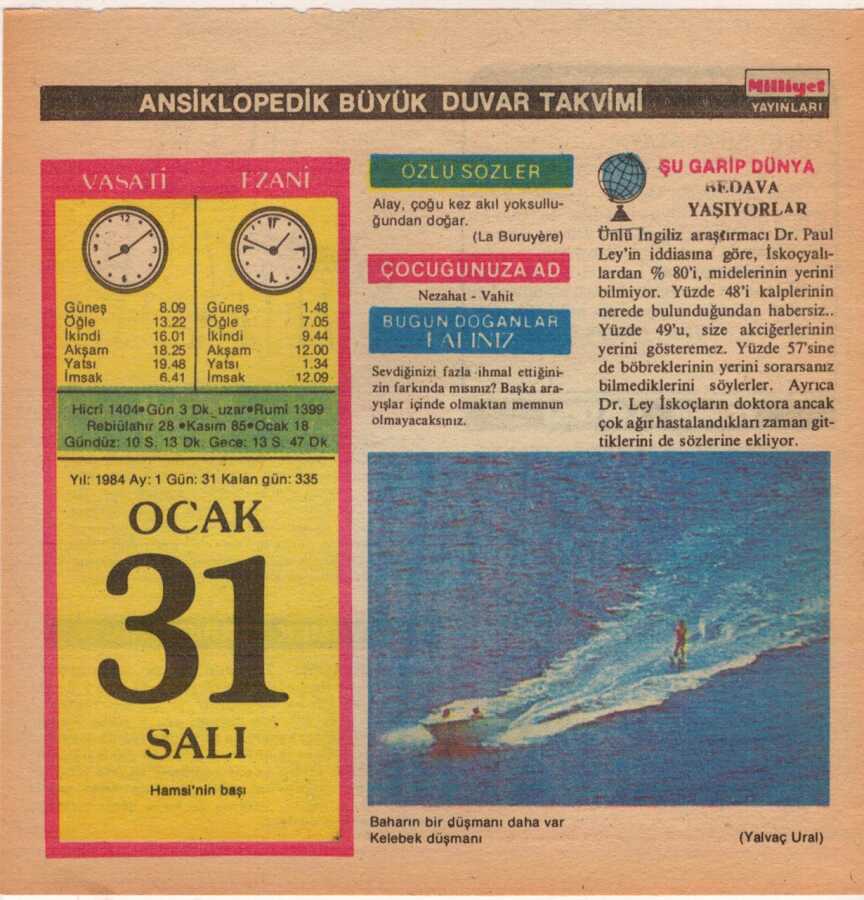 ANSİKLOPEDİK BÜYÜK DUVAR TAKVİMİ
Milliyet
YAYINLARI
VASATİ
EZANİ
Güneş 8.09
Öğle 13.22
İkindi 16.01
Akşam 18.25
Yatsı 19.48
İmsak 6.41
Güneş 1.48
Öğle 7.05
İkindi 9.44
Akşam 12.00
Yatsı 1.34
İmsak 12.09
Hicrî 1404•Gün 3 Dk. uzar•Rumî 1399
Rebiülahır 28 •Kasım 85•Ocak 18
Gündüz: 10 S. 13 Dk. Gece: 13 S. 47 Dk.
Yıl: 1984 Ay: 1 Gün: 31 Kalan gün: 335
OCAK
31
SALI
Hamsi'nin başı
ÖZLÜ SÖZLER
Alay, çoğu kez akıl yoksullu-
ğundan doğar.
(La Buruyère)
ÇOCUĞUNUZA AD
Nezahat - Vahit
BUGÜN DOĞANLAR
FALINIZ
Sevdiğinizi fazla ihmal ettiğini-
zin farkında mısınız? Başka ara-
yışlar içinde olmaktan memnun
olmayacaksınız.
ŞU GARİP DÜNYA
BEDAVA
YAŞIYORLAR
Ünlü İngiliz araştırmacı Dr. Paul
Ley'in iddiasına göre, İskoçyalı-
lardan % 80'i, midelerinin yerini
bilmiyor. Yüzde 48'i kalplerinin
nerede bulunduğundan habersiz..
Yüzde 49'u, size akciğerlerinin
yerini gösteremez. Yüzde 57'sine
de böbreklerinin yerini sorarsanız
bilmediklerini söylerler. Ayrıca
Dr. Ley İskoçların doktora ancak
çok ağır hastalandıkları zaman git-
tiklerini de sözlerine ekliyor.
Baharın bir düşmanı daha var
Kelebek düşmanı
(Yalvaç Ural)